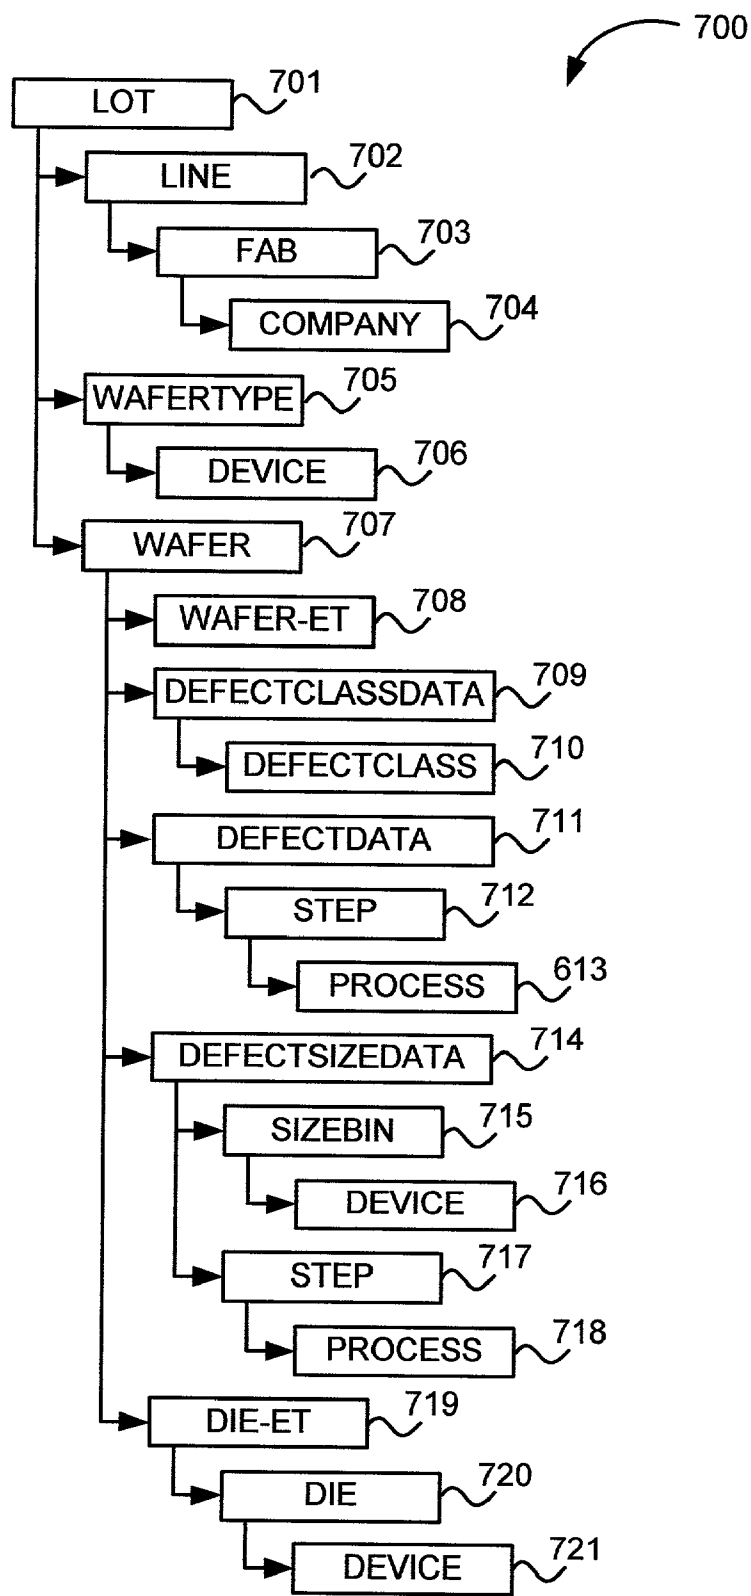 700
LOT 701
LINE 702
FAB 703
COMPANY 704
WAFERTYPE 705
DEVICE 706
WAFER 707
WAFER-ET 708
DEFECTCLASSDATA 709
DEFECTCLASS 710
DEFECTDATA 711
STEP 712
PROCESS 613
DEFECTSIZEDATA 714
SIZEBIN 715
DEVICE 716
STEP 717
PROCESS 718
DIE-ET 719
DIE 720
DEVICE 721